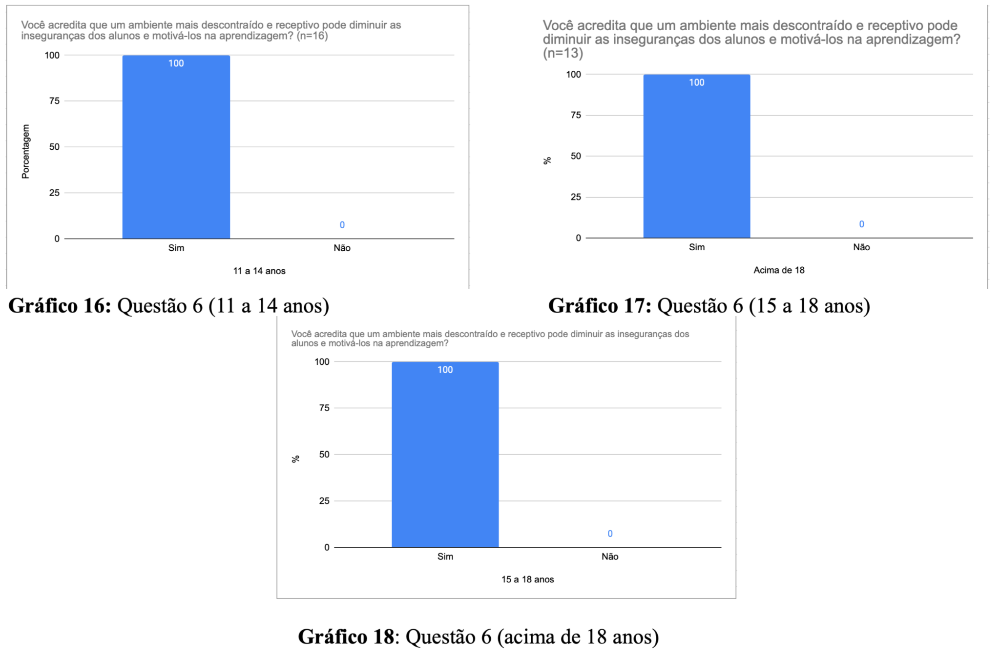 Você acredita que um ambiente mais descontraído e receptivo pode diminuir as
inseguranças dos alunos e motivá-los na aprendizagem? (n=16)
100
75
50
25
0
Porcentagem
100
0
Sim
Não
11 a 14 anos
Gráfico 16: Questão 6 (11 a 14 anos)
Você acredita que um ambiente mais descontraído e receptivo pode
diminuir as inseguranças dos alunos e motivá-los na aprendizagem?
(n=13)
100
75
50
25
0
%
100
0
Sim
Não
Acima de 18
Gráfico 17: Questão 6 (15 a 18 anos)
Você acredita que um ambiente mais descontraído e receptivo pode diminuir as inseguranças dos
alunos e motivá-los na aprendizagem?
100
75
50
25
0
%
100
0
Sim
Não
15 a 18 anos
Gráfico 18: Questão 6 (acima de 18 anos)